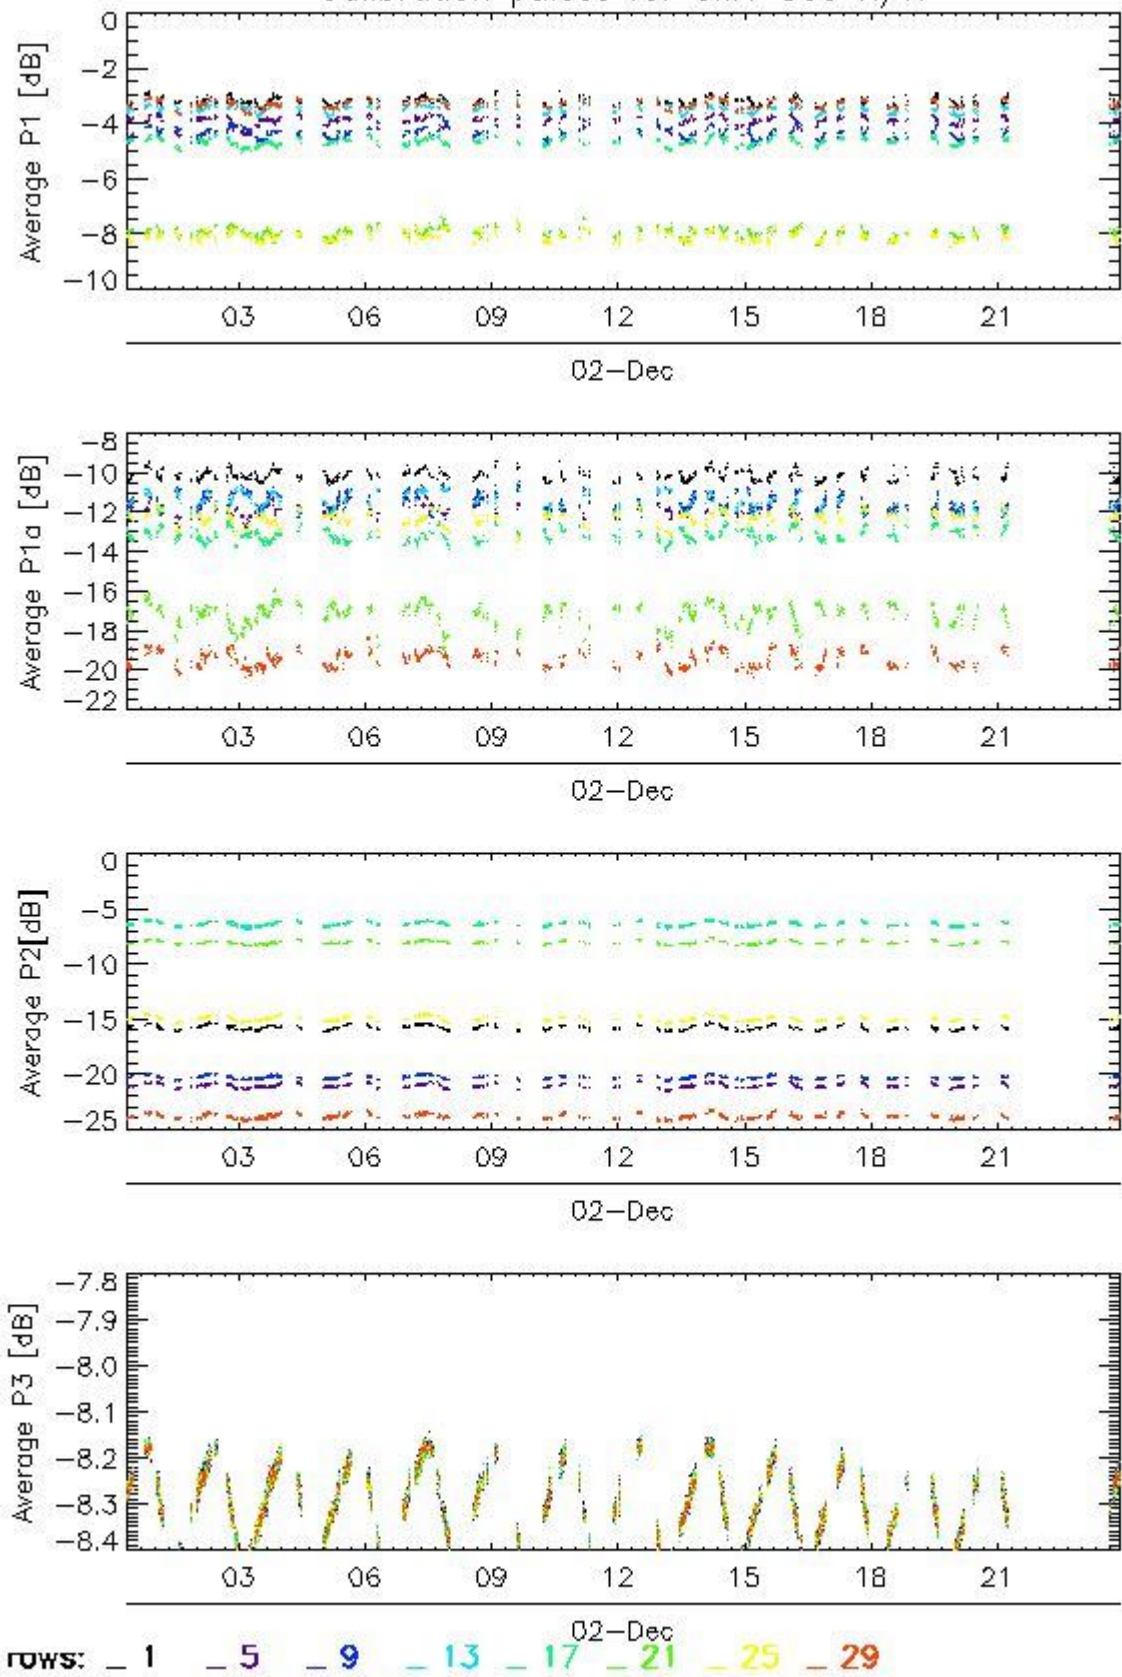 0
−2
−4
−6
−8
−10
Average P1 [dB]
03 06 09 12 15 18 21
02−Dec
−8
−10
−12
−14
−16
−18
−20
−22
Average P1a [dB]
03 06 09 12 15 18 21
02−Dec
0
−5
−10
−15
−20
−25
Average P2[dB]
03 06 09 12 15 18 21
02−Dec
−7.8
−7.9
−8.0
−8.1
−8.2
−8.3
−8.4
Average P3 [dB]
03 06 09 12 15 18 21
02−Dec
rows: _ 1 _ 5 _ 9 _ 13 _ 17 _ 21 _ 25 _ 29